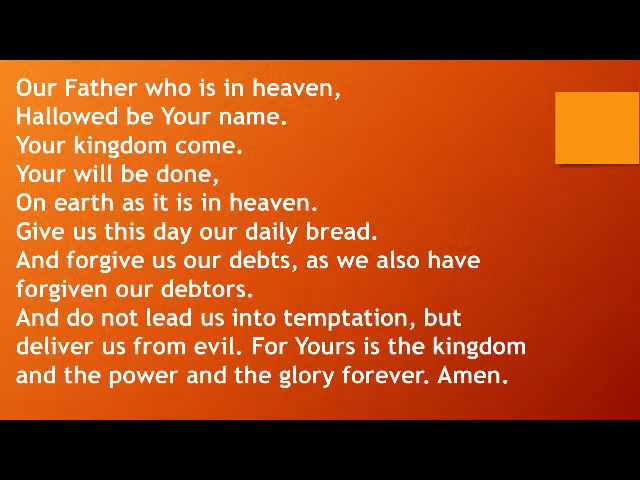 Our Father who is in heaven,
Hallowed be Your name.
Your kingdom come.
Your will be done,
On earth as it is in heaven.
Give us this day our daily bread.
And forgive us our debts, as we also have
forgiven our debtors.
And do not lead us into temptation, but
deliver us from evil. For Yours is the kingdom
and the power and the glory forever. Amen.